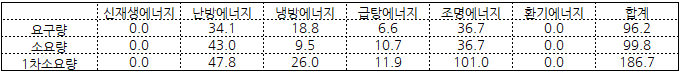 신재생에너지 난방에너지 냉방에너지 급탕에너지 조명에너지 환기에너지 합계
요구량 0.0 34.1 18.8 6.6 36.7 0.0 96.2
소요량 0.0 43.0 9.5 10.7 36.7 0.0 99.8
1차소요량 0.0 47.8 26.0 11.9 101.0 0.0 186.7